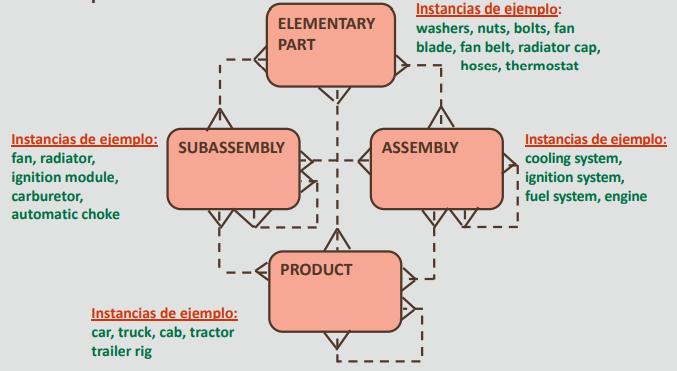 ELEMENTARY
PART
Instancias de ejemplo:
washers, nuts, bolts, fan
blade, fan belt, radiator cap,
hoses, thermostat
Instancias de ejemplo:
fan, radiator,
ignition module,
carburetor,
automatic choke
SUBASSEMBLY
ASSEMBLY
Instancias de ejemplo:
cooling system,
ignition system,
fuel system, engine
PRODUCT
Instancias de ejemplo:
car, truck, cab, tractor
trailer rig